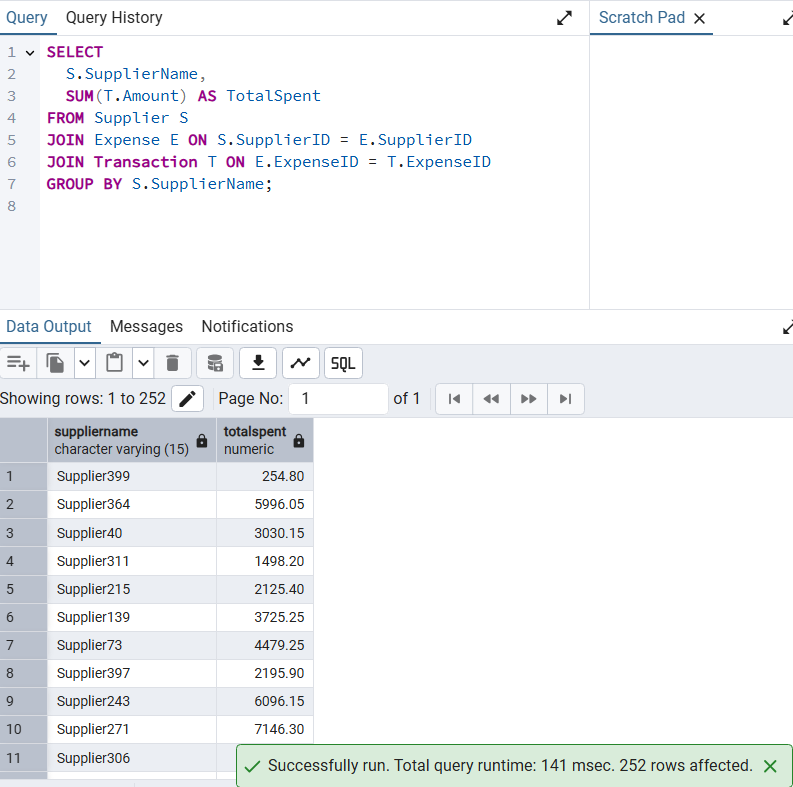 Query Query History
Scratch Pad
1 SELECT
2 S.SupplierName,
3 SUM(T.Amount) AS TotalSpent
4 FROM Supplier S
5 JOIN Expense E ON S.SupplierID = E.SupplierID
6 JOIN Transaction T ON E.ExpenseID = T.ExpenseID
7 GROUP BY S.SupplierName;
8
Data Output Messages Notifications
SQL
Showing rows: 1 to 252 Page No: 1 of 1
suppliername totalspent
character varying (15) numeric
1 Supplier399 254.80
2 Supplier364 5996.05
3 Supplier40 3030.15
4 Supplier311 1498.20
5 Supplier215 2125.40
6 Supplier139 3725.25
7 Supplier73 4479.25
8 Supplier397 2195.90
9 Supplier243 6096.15
10 Supplier271 7146.30
11 Supplier306
Successfully run. Total query runtime: 141 msec. 252 rows affected.